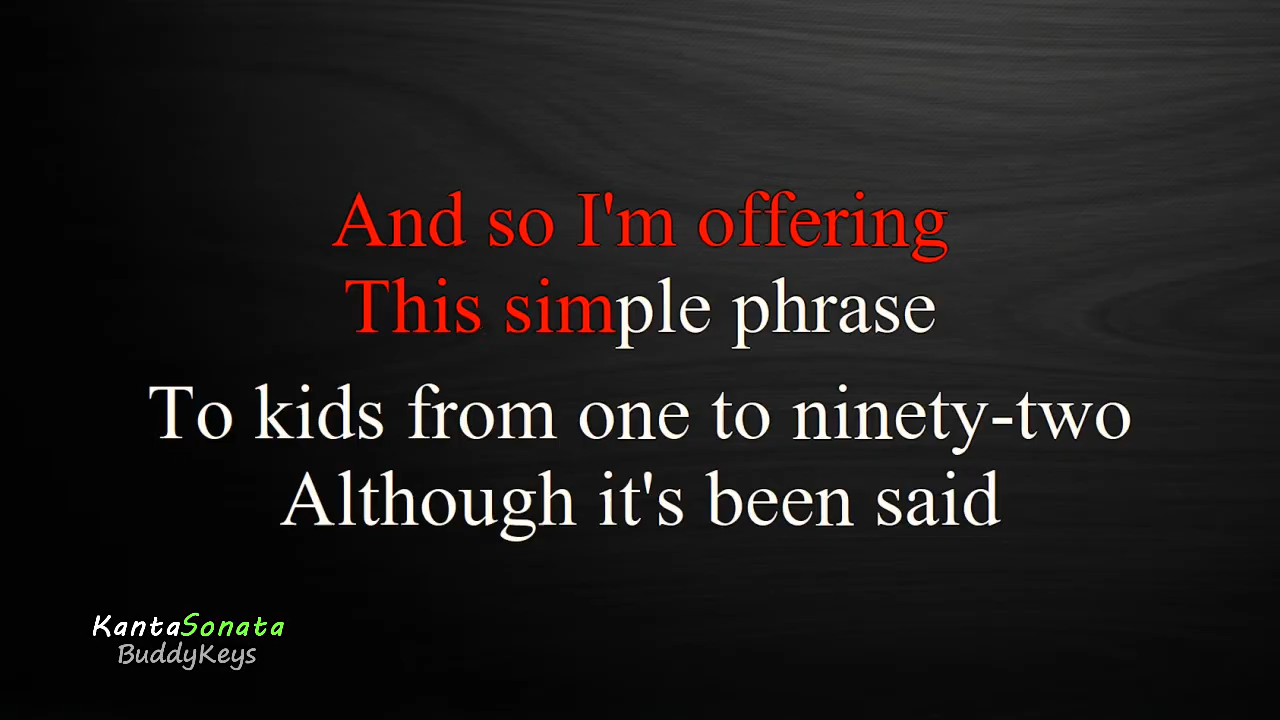 And so I'm offering
This simple phrase
To kids from one to ninety-two
Although it's been said
KantaSonata
BuddyKeys